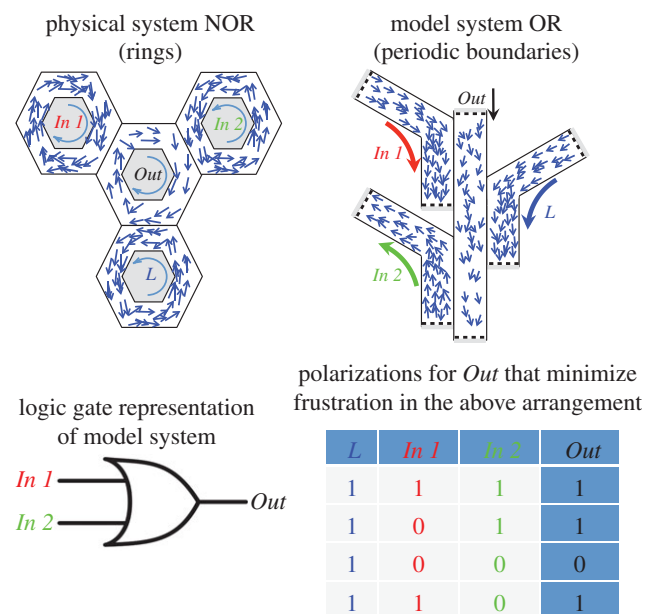 physical system NOR
(rings)
In 1
In 2
Out
L
model system OR
(periodic boundaries)
Out
In 1
L
In 2
logic gate representation
of model system
In 1
In 2
Out
polarizations for Out that minimize
frustration in the above arrangement
L In 1 In 2 Out
1 1 1 1
1 0 1 1
1 0 0 0
1 1 0 1